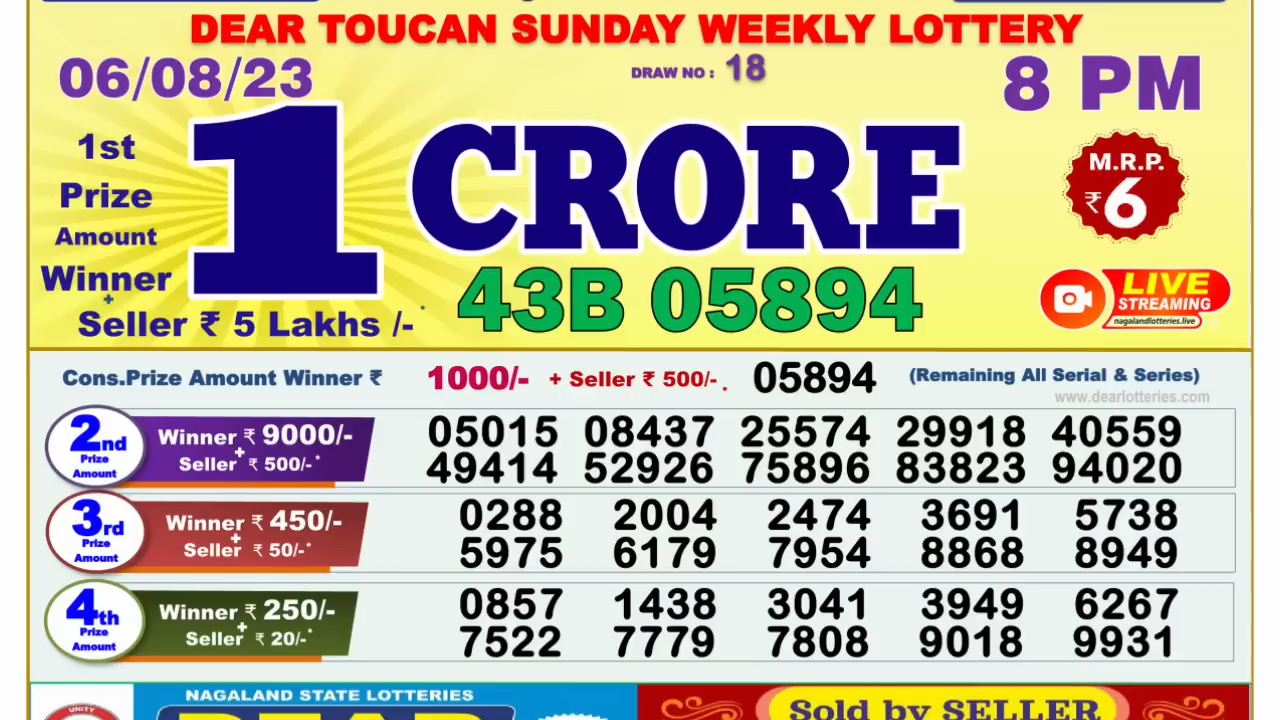 DEAR TOUCAN SUNDAY WEEKLY LOTTERY
06/08/23
DRAW NO : 18
8 PM
1st
Prize
Amount
Winner
+
Seller ₹ 5 Lakhs /-
1 CRORE
43B 05894
M.R.P.
₹ 6
LIVE
STREAMING
nagalandlotteries.live
Cons.Prize Amount Winner ₹ 1000/- + Seller ₹ 500/- . 05894 (Remaining All Serial & Series)
www.dearlotteries.com
2nd
Prize
Amount
Winner ₹ 9000/-
+
Seller ₹ 500/-*
05015 08437 25574 29918 40559
49414 52926 75896 83823 94020
3rd
Prize
Amount
Winner ₹ 450/-
+
Seller ₹ 50/-*
0288 2004 2474 3691 5738
5975 6179 7954 8868 8949
4th
Prize
Amount
Winner ₹ 250/-
+
Seller ₹ 20/-*
0857 1438 3041 3949 6267
7522 7779 7808 9018 9931
NAGALAND STATE LOTTERIES
DEAR
UNITY
Sold by SELLER